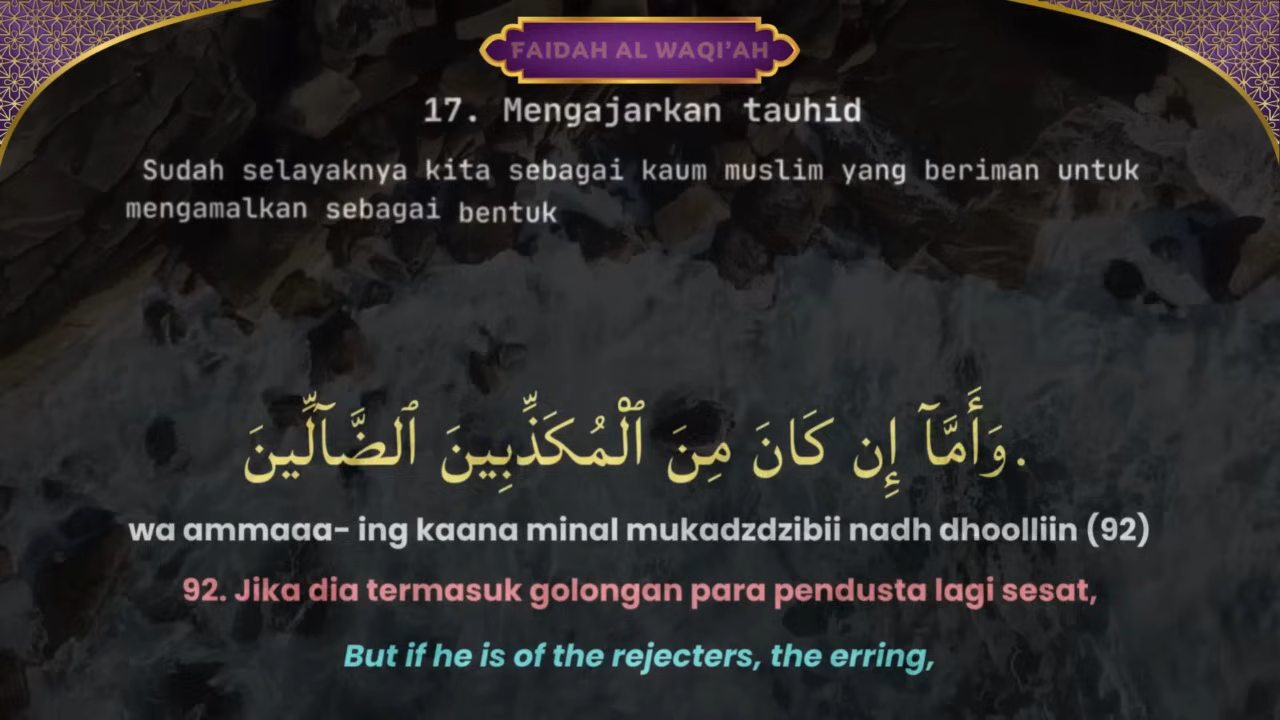 FAIDAH AL WAQI'AH
17. Mengajarkan tauhid
Sudah selayaknya kita sebagai kaum muslim yang beriman untuk
mengamalkan sebagai bentuk
وَأَمَّآ إِن كَانَ مِنَ ٱلْمُكَذِّبِينَ ٱلضَّآلِّينَ.
wa ammaaa- ing kaana minal mukadzdzibii nadh dhoolliin (92)
92. Jika dia termasuk golongan para pendusta lagi sesat,
But if he is of the rejecters, the erring,